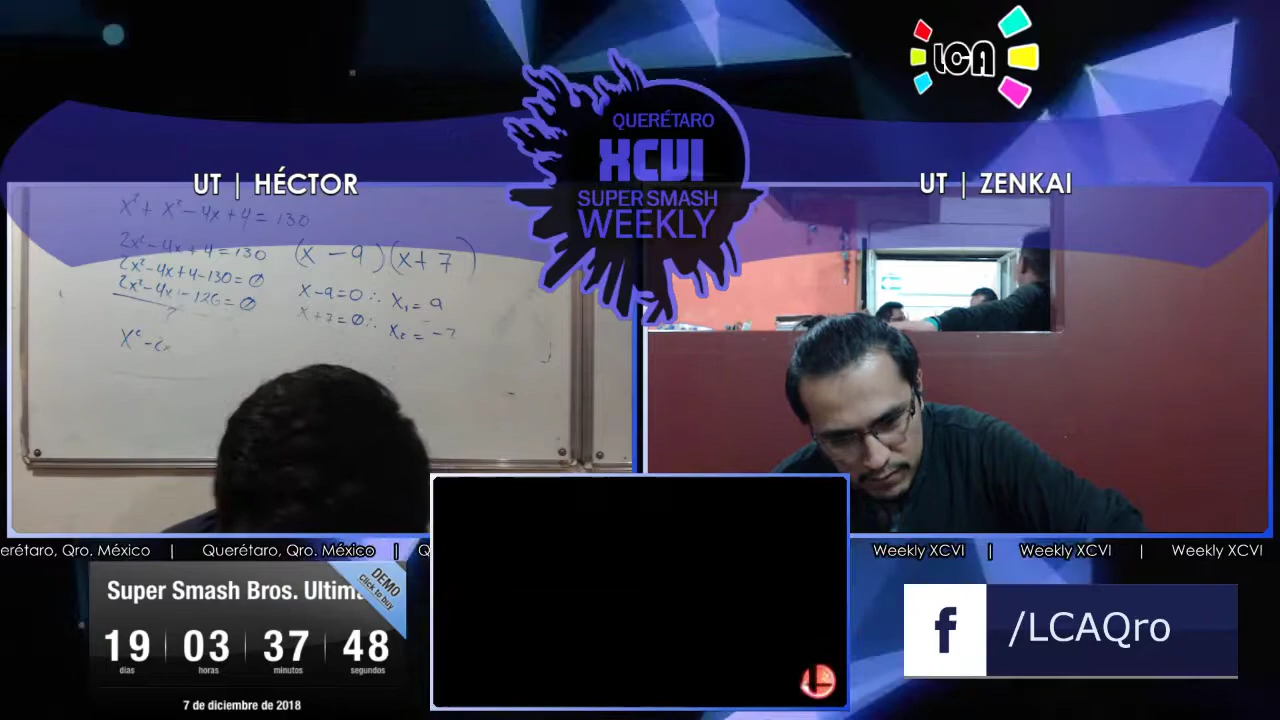 LCA
QUERÉTARO
XCVI
SUPER SMASH
WEEKLY
UT | HÉCTOR
UT | ZENKAI
x² + x² - 4x + 4 = 130
2x² - 4x + 4 = 130
2x² - 4x + 4 - 130 = 0
2x² - 4x - 126 = 0
(x - 9)(x + 7)
x - 9 = 0 ∴ x₁ = 9
x + 7 = 0 ∴ x₂ = -7
erétaro, Qro. México | Querétaro, Qro. México | Q
Weekly XCVI | Weekly XCVI | Weekly XCVI
Super Smash Bros. Ultima
DEMO
Click to buy
19 03 37 48
días horas minutos segundos
7 de diciembre de 2018
f /LCAQro